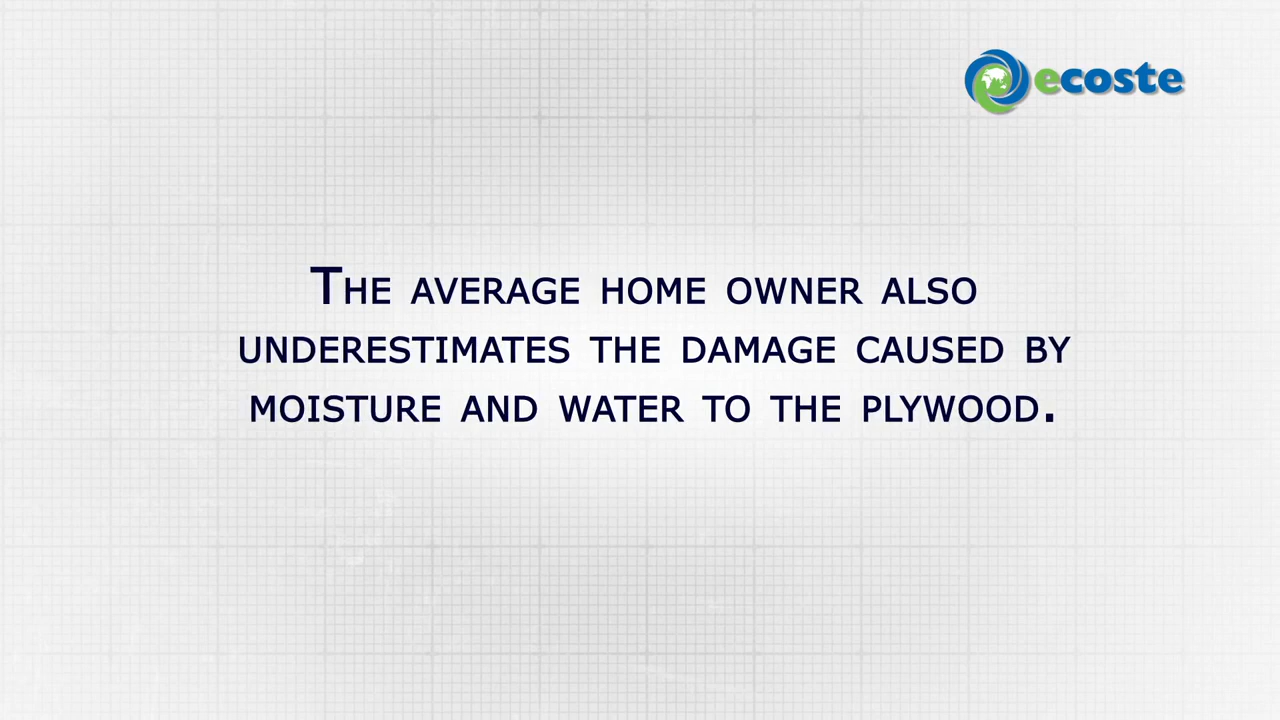 ecoste
The average home owner also
underestimates the damage caused by
moisture and water to the plywood.